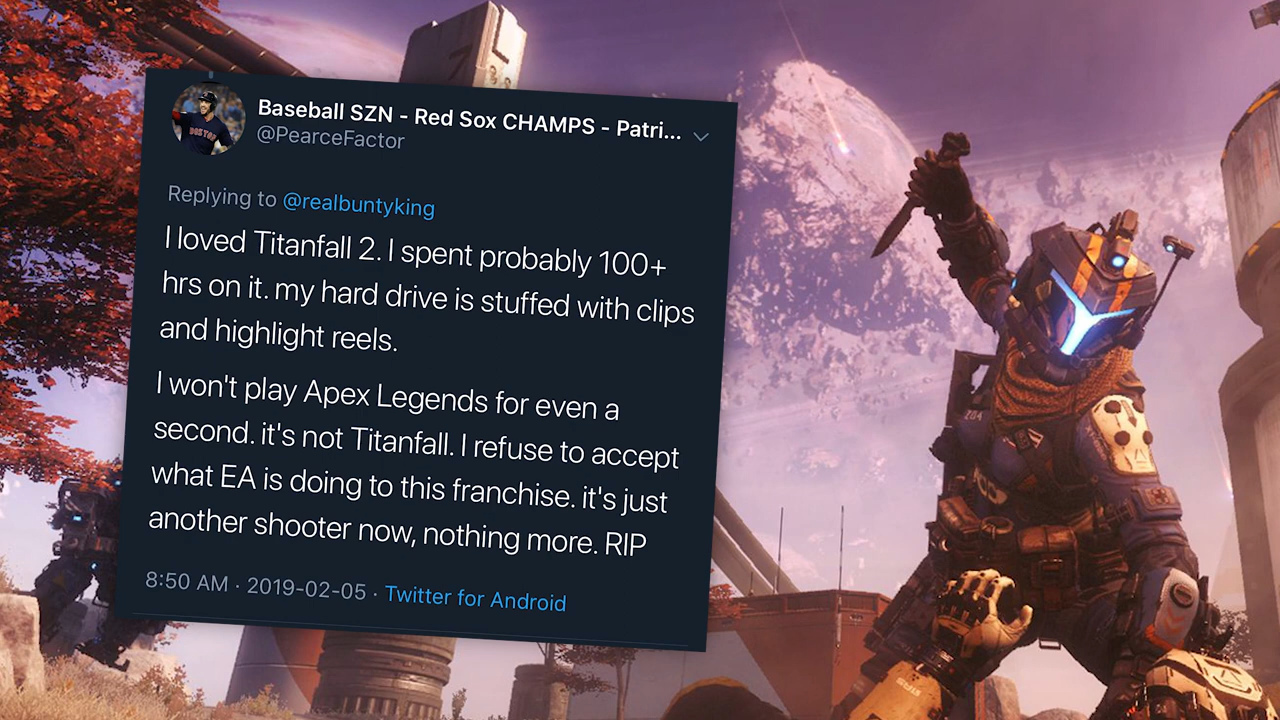 Baseball SZN - Red Sox CHAMPS - Patri...
@PearceFactor
BOSTON
Replying to @realbuntyking
I loved Titanfall 2. I spent probably 100+
hrs on it. my hard drive is stuffed with clips
and highlight reels.
I won't play Apex Legends for even a
second. it's not Titanfall. I refuse to accept
what EA is doing to this franchise. it's just
another shooter now, nothing more. RIP
8:50 AM · 2019-02-05 · Twitter for Android